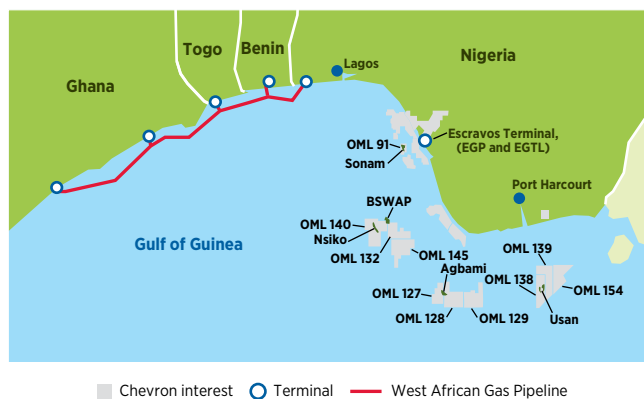 Togo
Benin
Nigeria
Lagos
Ghana
OML 91
Sonam
Escravos Terminal,
(EGP and EGTL)
Port Harcourt
BSWAP
OML 140
Nsiko
OML 132
OML 145
Gulf of Guinea
Agbami
OML 139
OML 138
OML 154
OML 127
OML 128
OML 129
Usan
Chevron interest
Terminal
West African Gas Pipeline